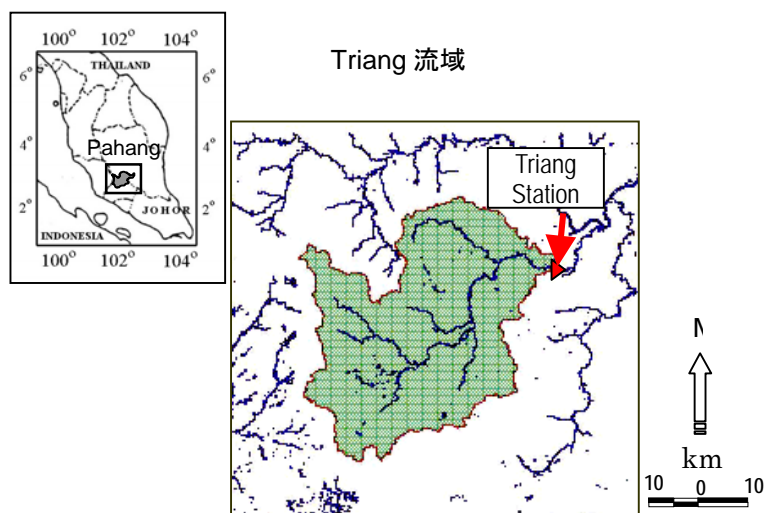 Triang 流域
100° 102° 104°
THAILAND
6° 6°
4° 4°
Pahang
2° 2°
JOHOR
INDONESIA
100° 102° 104°
Triang
Station
N
km
10 0 10